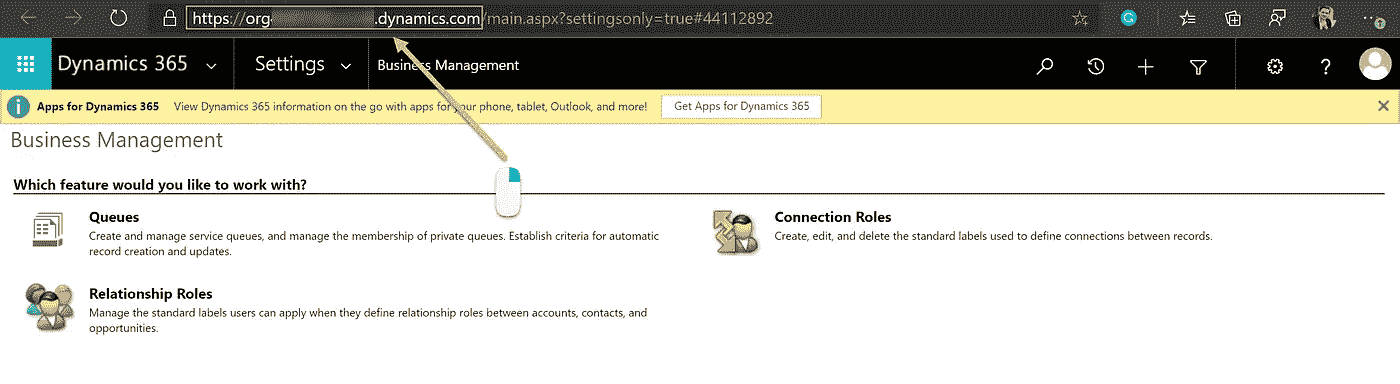 https://org .dynamics.com/main.aspx?settingsonly=true#44112892
Dynamics 365 Settings Business Management
Apps for Dynamics 365 View Dynamics 365 information on the go with apps for your phone, tablet, Outlook, and more! Get Apps for Dynamics 365
Business Management
Which feature would you like to work with?
Queues
Create and manage service queues, and manage the membership of private queues. Establish criteria for automatic
record creation and updates.
Connection Roles
Create, edit, and delete the standard labels used to define connections between records.
Relationship Roles
Manage the standard labels users can apply when they define relationship roles between accounts, contacts, and
opportunities.